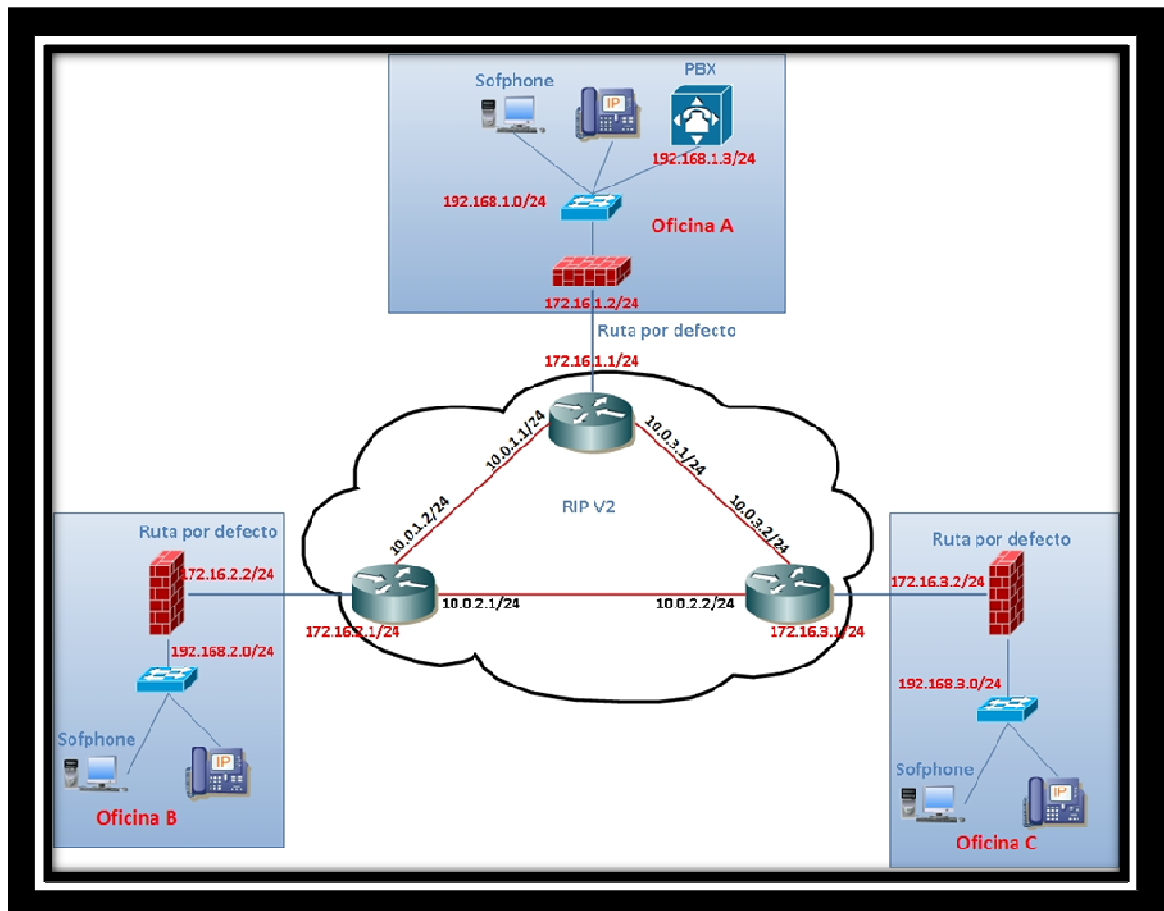 Sofphone
PBX
IP
192.168.1.3/24
192.168.1.0/24
Oficina A
172.16.1.2/24
Ruta por defecto
172.16.1.1/24
10.0.1.1/24
10.0.3.1/24
RIP V2
10.0.1.2/24
10.0.3.2/24
Ruta por defecto
172.16.2.2/24
10.0.2.1/24
10.0.2.2/24
172.16.2.1/24
192.168.2.0/24
Sofphone
IP
Oficina B
Ruta por defecto
172.16.3.2/24
172.16.3.1/24
192.168.3.0/24
Sofphone
IP
Oficina C